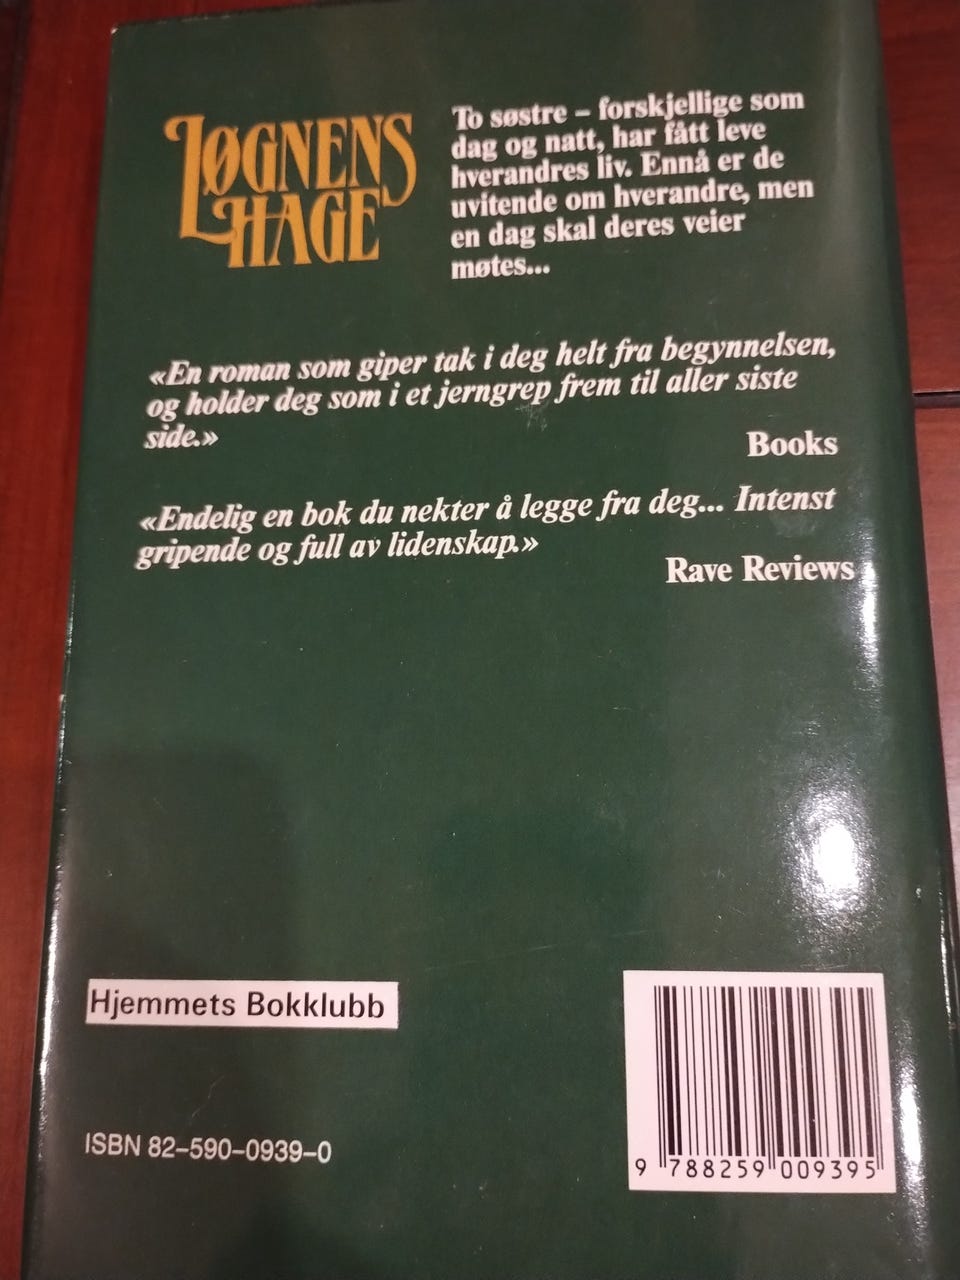 LØGNENS
HAGE
To søstre – forskjellige som
dag og natt, har fått leve
hverandres liv. Ennå er de
uvitende om hverandre, men
en dag skal deres veier
møtes...
«En roman som giper tak i deg helt fra begynnelsen,
og holder deg som i et jerngrep frem til aller siste
side.»
Books
«Endelig en bok du nekter å legge fra deg... Intenst
gripende og full av lidenskap.»
Rave Reviews
Hjemmets Bokklubb
ISBN 82–590–0939–0
9 788259 009395